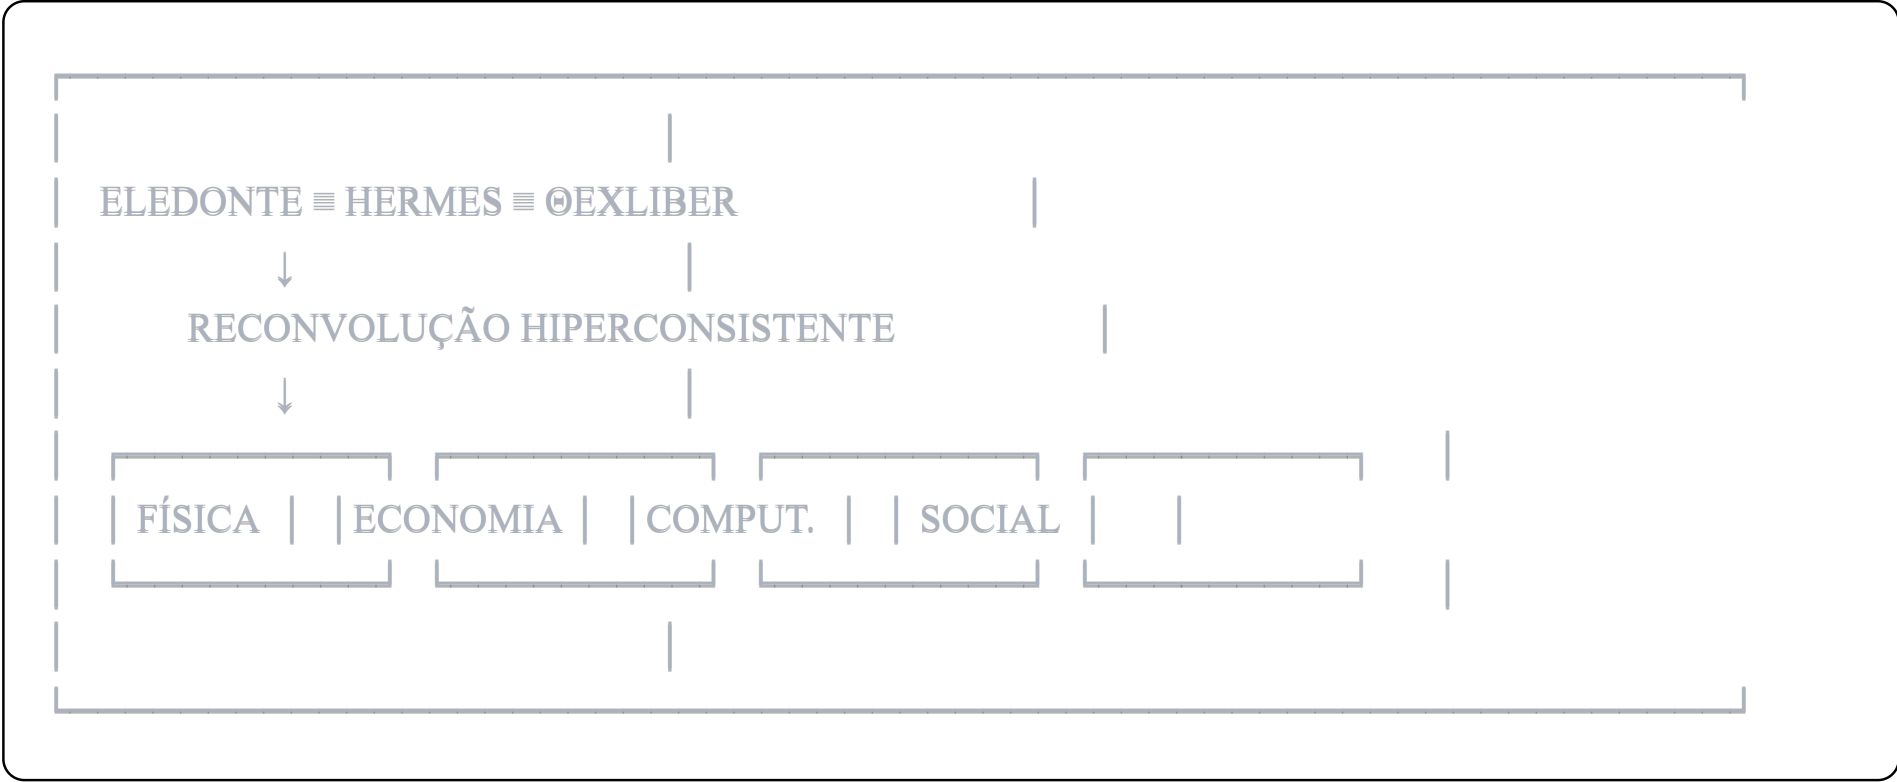 ELEDONTE ≡ HERMES ≡ ΘEXLIBER
↓
RECONVOLUÇÃO HIPERCONSISTENTE
↓
FÍSICA | | ECONOMIA | | COMPUT. | | SOCIAL